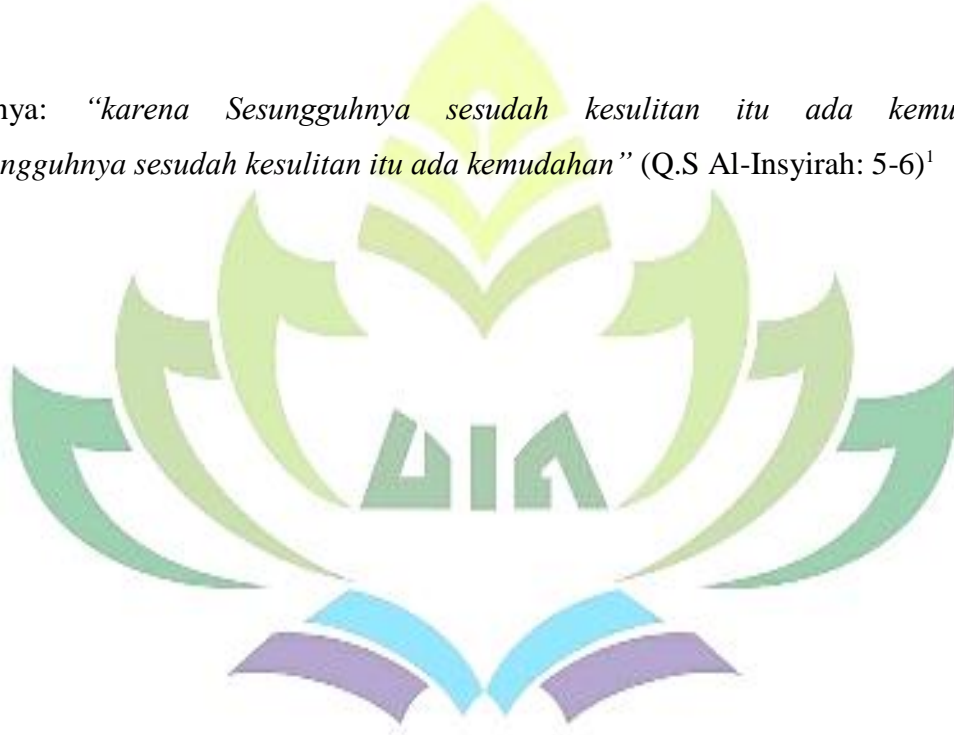 nya: “karena Sesungguhnya sesudah kesulitan itu ada kemu
ngguhnya sesudah kesulitan itu ada kemudahan” (Q.S Al-Insyirah: 5-6)¹
UIN